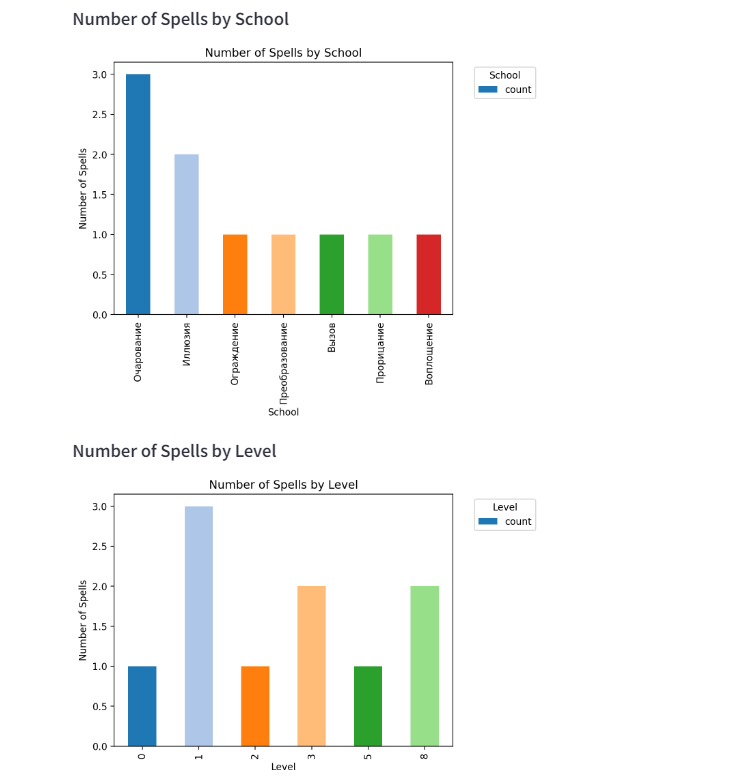 Number of Spells by School
Number of Spells by School
School
count
3.0
2.5
2.0
1.5
1.0
0.5
0.0
Number of Spells
Очарование
Иллюзия
Ограждение
Преобразование
Вызов
Прорицание
Воплощение
School
Number of Spells by Level
Number of Spells by Level
Level
count
3.0
2.5
2.0
1.5
1.0
0.5
0.0
Number of Spells
0
1
2
3
5
8
Level